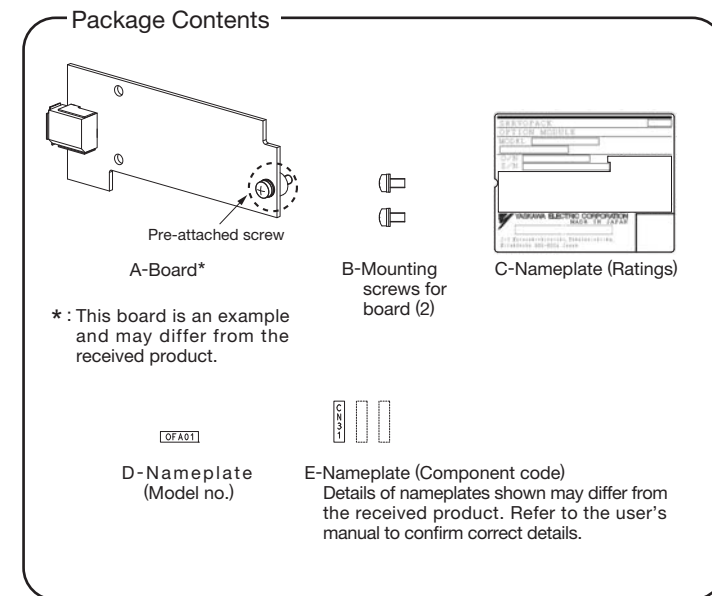 Package Contents
SERVOPACK
OPTION MODULE
MODEL
O/N
S/N
YASKAWA ELECTRIC CORPORATION
MADE IN JAPAN
Pre-attached screw
A-Board*
B-Mounting
screws for
board (2)
C-Nameplate (Ratings)
* : This board is an example
and may differ from the
received product.
OFA01
CN31
D-Nameplate
(Model no.)
E-Nameplate (Component code)
Details of nameplates shown may differ from
the received product. Refer to the user's
manual to confirm correct details.